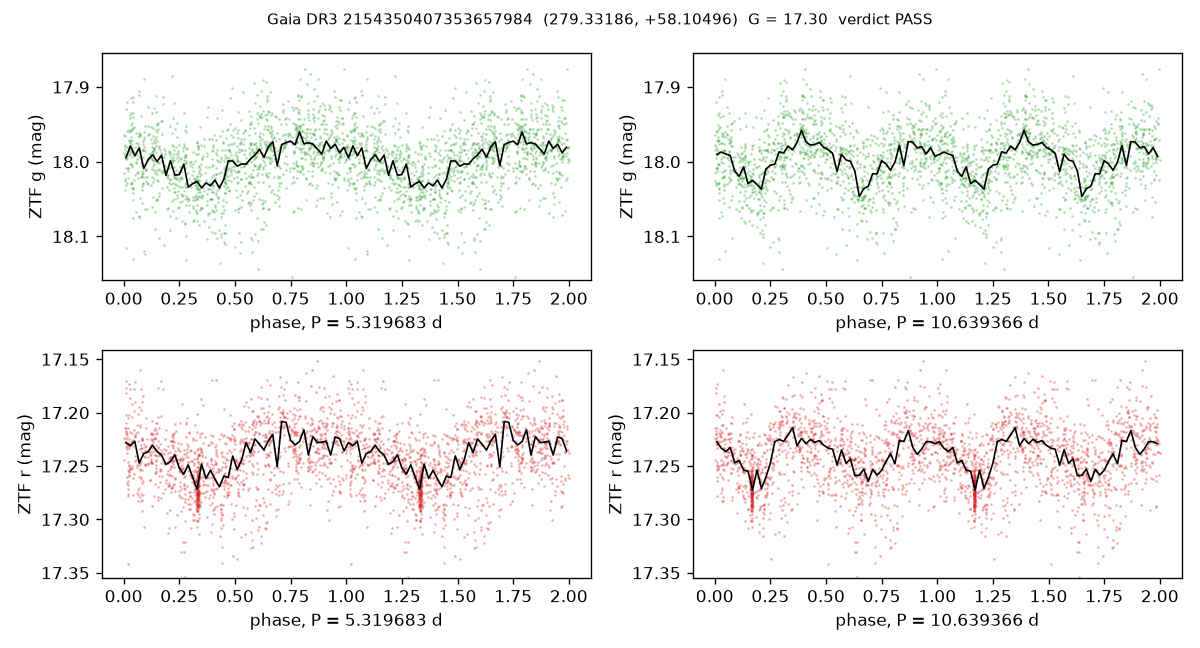 Gaia DR3 2154350407353657984 (279.33186, +58.10496) G = 17.30 verdict PASS
ZTF g (mag)
17.9
18.0
18.1
0.00 0.25 0.50 0.75 1.00 1.25 1.50 1.75 2.00
phase, P = 5.319683 d
ZTF g (mag)
17.9
18.0
18.1
0.00 0.25 0.50 0.75 1.00 1.25 1.50 1.75 2.00
phase, P = 10.639366 d
ZTF r (mag)
17.15
17.20
17.25
17.30
17.35
0.00 0.25 0.50 0.75 1.00 1.25 1.50 1.75 2.00
phase, P = 5.319683 d
ZTF r (mag)
17.15
17.20
17.25
17.30
17.35
0.00 0.25 0.50 0.75 1.00 1.25 1.50 1.75 2.00
phase, P = 10.639366 d